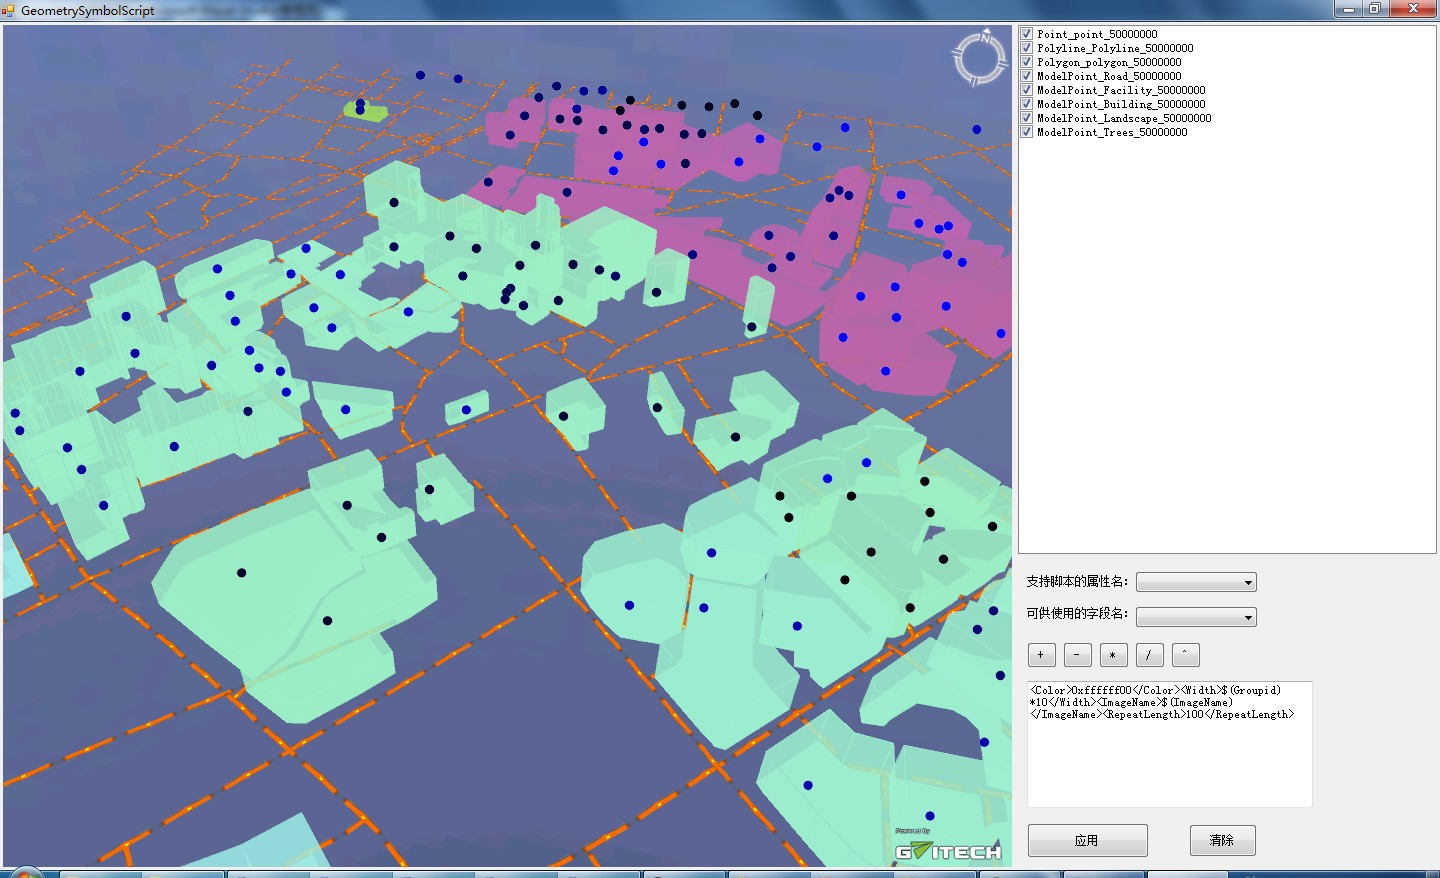 GeometrySymbolScript
N
Point_point_50000000
Polyline_Polyline_50000000
Polygon_polygon_50000000
ModelPoint_Road_50000000
ModelPoint_Facility_50000000
ModelPoint_Building_50000000
ModelPoint_Landscape_50000000
ModelPoint_Trees_50000000
支持脚本的属性名：
可供使用的字段名：
+ - * / ^
<Color>0xffffff00</Color><Width>$(Groupid)
*10</Width><ImageName>$(ImageName)
</ImageName><RepeatLength>100</RepeatLength>
应用 清除
Powered By
GVITECH